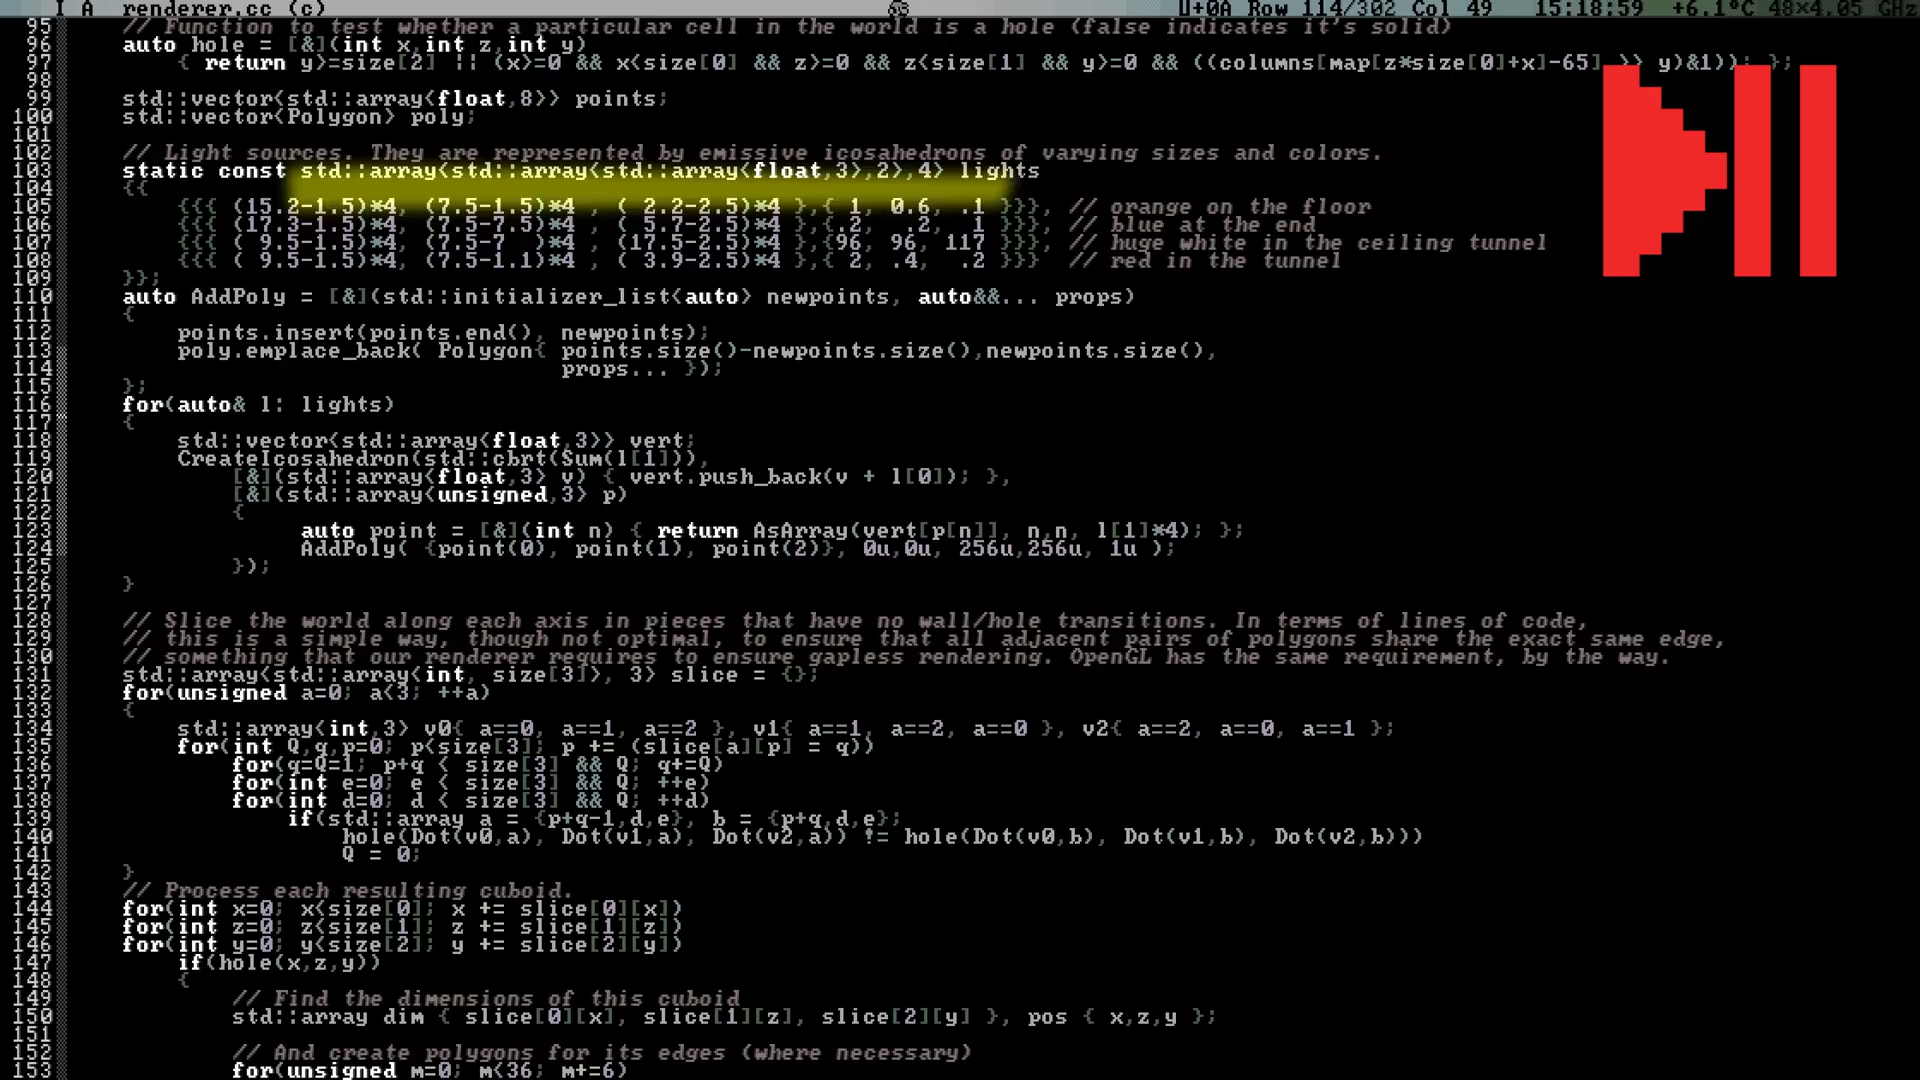 I A renderer.cc (c) U+0A Row 114/302 Col 49 15:18:59 +6.1°C 48×4.05 GHz
95 // Function to test whether a particular cell in the world is a hole (false indicates it's solid)
96 auto hole = [&](int x,int z,int y)
97 { return y>=size[2] || (x>=0 && x<size[0] && z>=0 && z<size[1] && y>=0 && ((columns[map[z*size[0]+x]-65] >> y)&1)); };
98
99 std::vector<std::array<float,8>> points;
100 std::vector<Polygon> poly;
101
102 // Light sources. They are represented by emissive icosahedrons of varying sizes and colors.
103 static const std::array<std::array<std::array<float,3>,2>,4> lights
104 {{
105 {{{ (15.2-1.5)*4, (7.5-1.5)*4 , ( 2.2-2.5)*4 },{ 1, 0.6, .1 }}}, // orange on the floor
106 {{{ (17.3-1.5)*4, (7.5-7.5)*4 , ( 5.7-2.5)*4 },{.2, .2, 1 }}}, // blue at the end
107 {{{ ( 9.5-1.5)*4, (7.5-7 )*4 , (17.5-2.5)*4 },{96, 96, 117 }}}, // huge white in the ceiling tunnel
108 {{{ ( 9.5-1.5)*4, (7.5-1.1)*4 , ( 3.9-2.5)*4 },{ 2, .4, .2 }}} // red in the tunnel
109 }};
110 auto AddPoly = [&](std::initializer_list<auto> newpoints, auto&&... props)
111 {
112 points.insert(points.end(), newpoints);
113 poly.emplace_back( Polygon{ points.size()-newpoints.size(),newpoints.size(),
114 props... });
115 };
116 for(auto& l: lights)
117 {
118 std::vector<std::array<float,3>> vert;
119 CreateIcosahedron(std::cbrt(Sum(l[1])),
120 [&](std::array<float,3> v) { vert.push_back(v + l[0]); },
121 [&](std::array<unsigned,3> p)
122 {
123 auto point = [&](int n) { return AsArray(vert[p[n]], n,n, l[1]*4); };
124 AddPoly( {point(0), point(1), point(2)}, 0u,0u, 256u,256u, 1u );
125 });
126 }
127
128 // Slice the world along each axis in pieces that have no wall/hole transitions. In terms of lines of code,
129 // this is a simple way, though not optimal, to ensure that all adjacent pairs of polygons share the exact same edge,
130 // something that our renderer requires to ensure gapless rendering. OpenGL has the same requirement, by the way.
131 std::array<std::array<int, size[3]>, 3> slice = {};
132 for(unsigned a=0; a<3; ++a)
133 {
134 std::array<int,3> v0{ a==0, a==1, a==2 }, v1{ a==1, a==2, a==0 }, v2{ a==2, a==0, a==1 };
135 for(int Q,q,p=0; p<size[3]; p += (slice[a][p] = q))
136 for(q=Q=1; p+q < size[3] && Q; q+=Q)
137 for(int e=0; e < size[3] && Q; ++e)
138 for(int d=0; d < size[3] && Q; ++d)
139 if(std::array a = {p+q-1,d,e}, b = {p+q,d,e};
140 hole(Dot(v0,a), Dot(v1,a), Dot(v2,a)) != hole(Dot(v0,b), Dot(v1,b), Dot(v2,b)))
141 Q = 0;
142 }
143 // Process each resulting cuboid.
144 for(int x=0; x<size[0]; x += slice[0][x])
145 for(int z=0; z<size[1]; z += slice[1][z])
146 for(int y=0; y<size[2]; y += slice[2][y])
147 if(hole(x,z,y))
148 {
149 // Find the dimensions of this cuboid
150 std::array dim { slice[0][x], slice[1][z], slice[2][y] }, pos { x,z,y };
151
152 // And create polygons for its edges (where necessary)
153 for(unsigned m=0; m<36; m+=6)